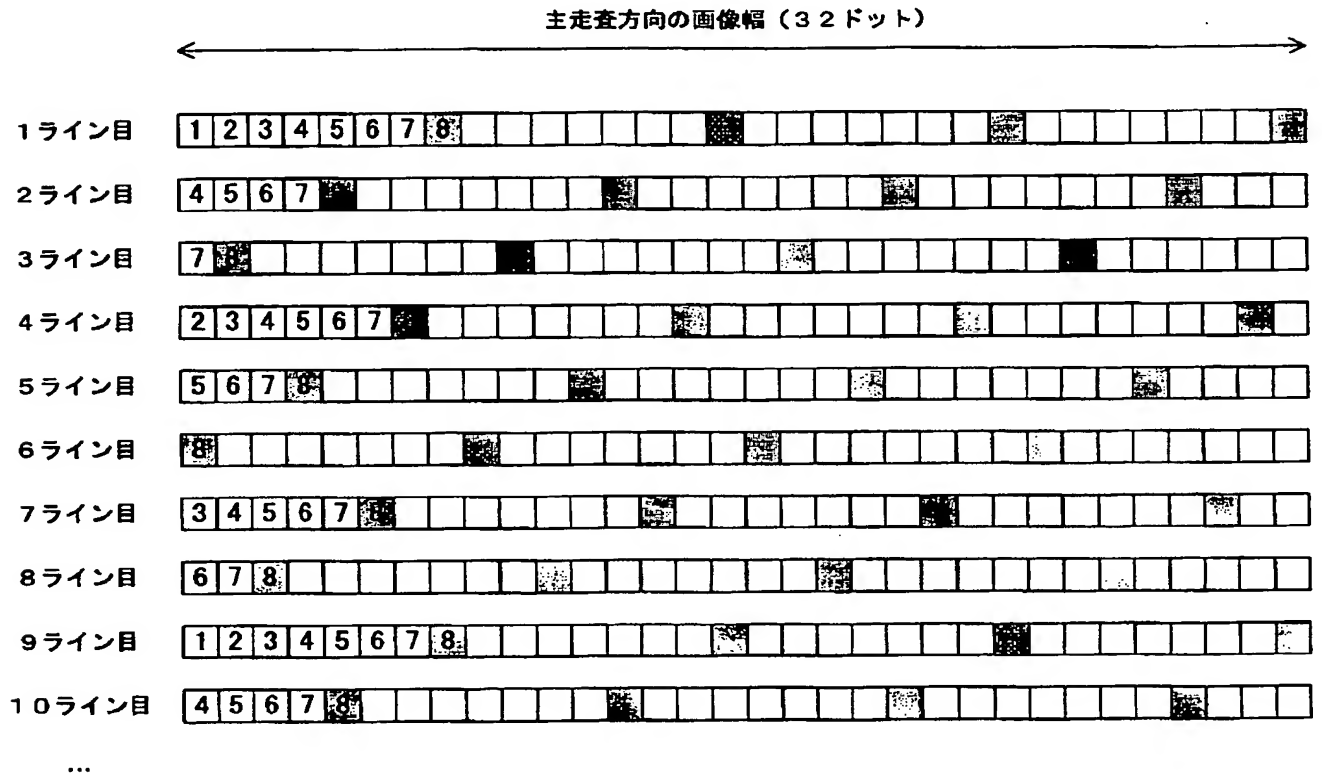 主走査方向の画像幅（３２ドット）
１ライン目 1 2 3 4 5 6 7 8
２ライン目 4 5 6 7
３ライン目 7 8
４ライン目 2 3 4 5 6 7
５ライン目 5 6 7 8
６ライン目 8
７ライン目 3 4 5 6 7 8
８ライン目 6 7 8
９ライン目 1 2 3 4 5 6 7 8
１０ライン目 4 5 6 7 8
...